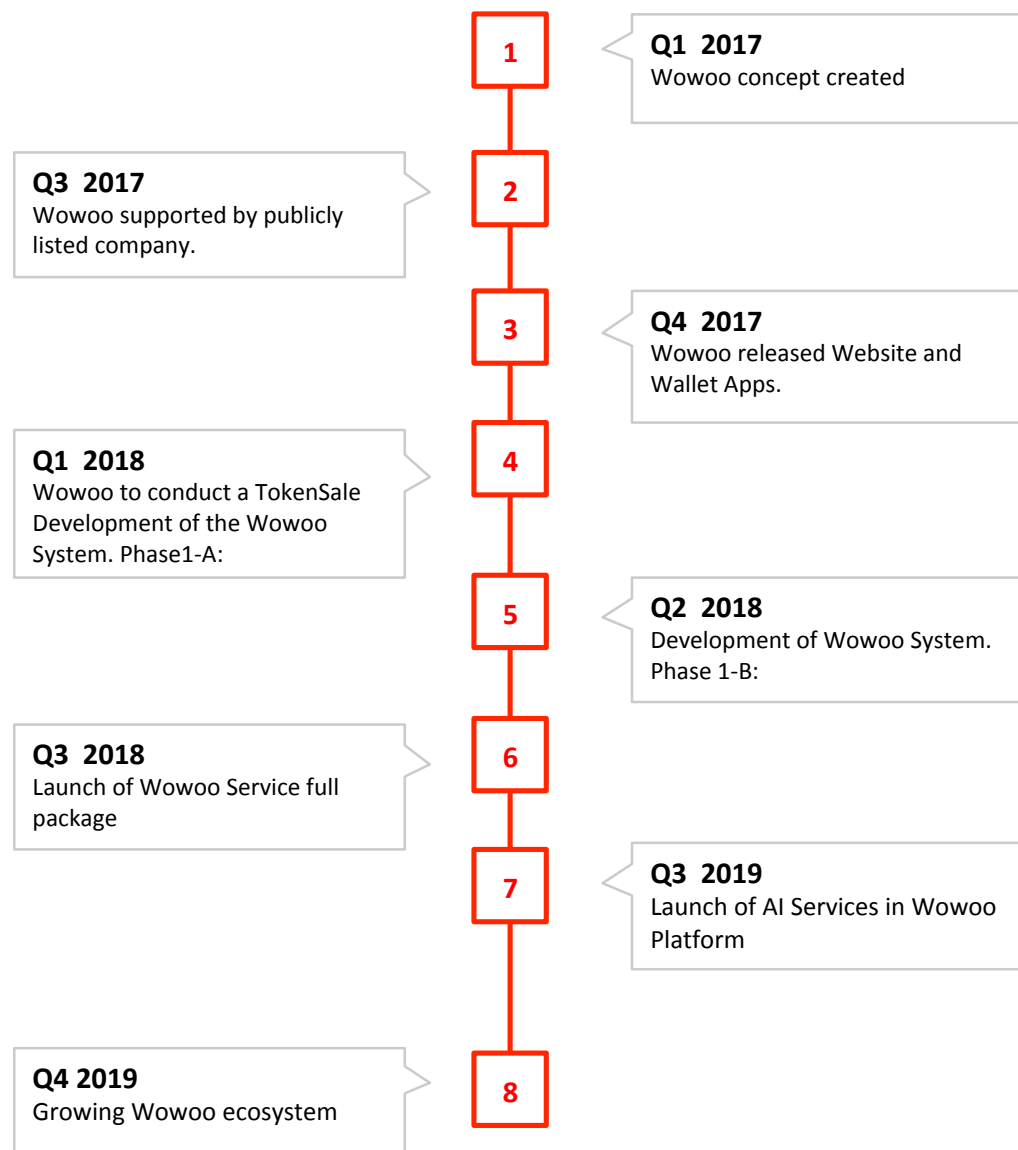 1
Q1  2017
Wowoo concept created
Q3  2017
Wowoo supported by publicly
listed company.
2
3
Q4  2017
Wowoo released Website and
Wallet Apps.
Q1  2018
Wowoo to conduct a TokenSale
Development of the Wowoo
System. Phase1-A:
4
5
Q2  2018
Development of Wowoo System.
Phase 1-B:
Q3  2018
Launch of Wowoo Service full
package
6
7
Q3  2019
Launch of AI Services in Wowoo
Platform
Q4 2019
Growing Wowoo ecosystem
8